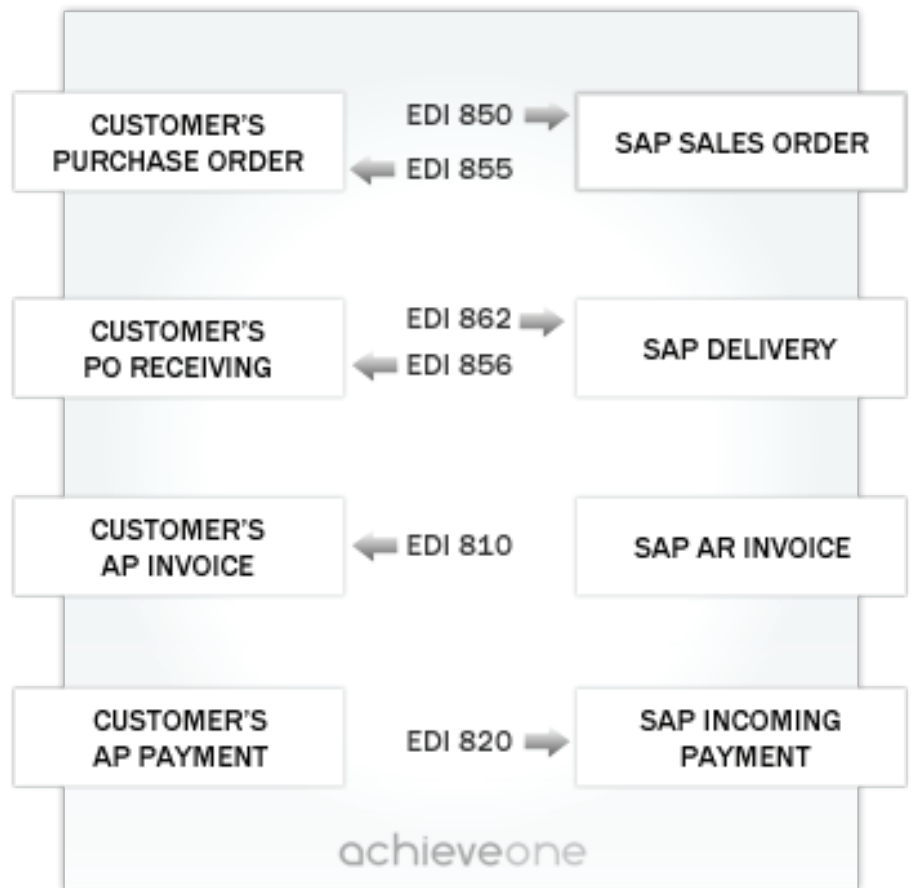 CUSTOMER'S
PURCHASE ORDER
EDI 850
EDI 855
SAP SALES ORDER
CUSTOMER'S
PO RECEIVING
EDI 862
EDI 856
SAP DELIVERY
CUSTOMER'S
AP INVOICE
EDI 810
SAP AR INVOICE
CUSTOMER'S
AP PAYMENT
EDI 820
SAP INCOMING
PAYMENT
achieveone